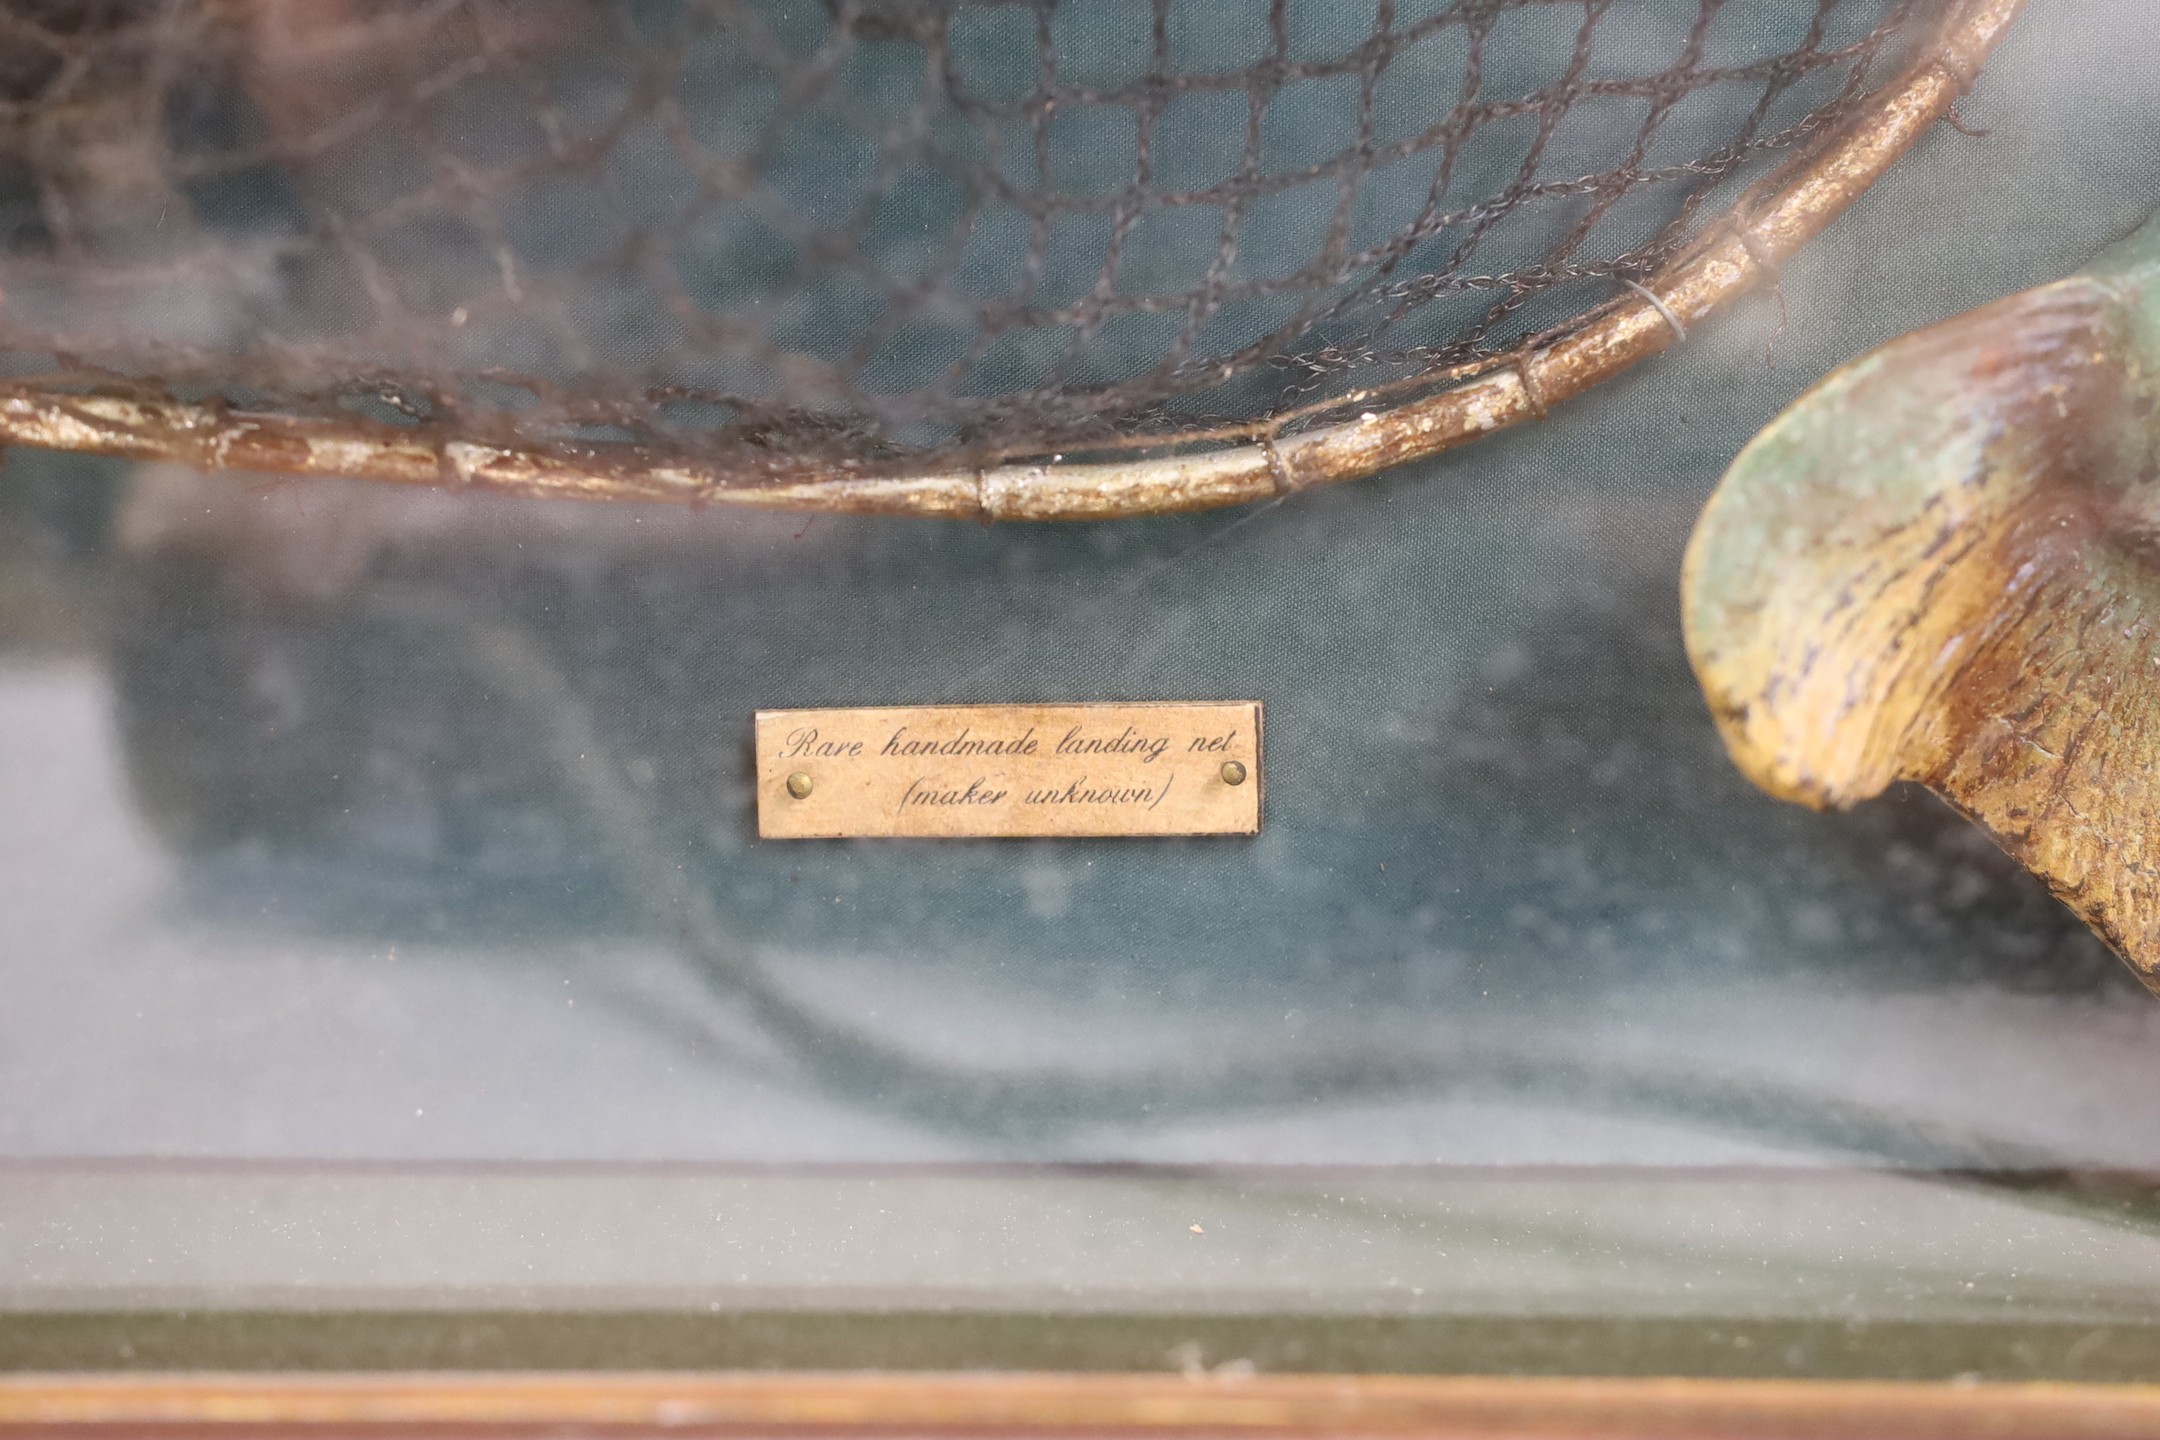 Rare handmade landing net
(maker unknown)